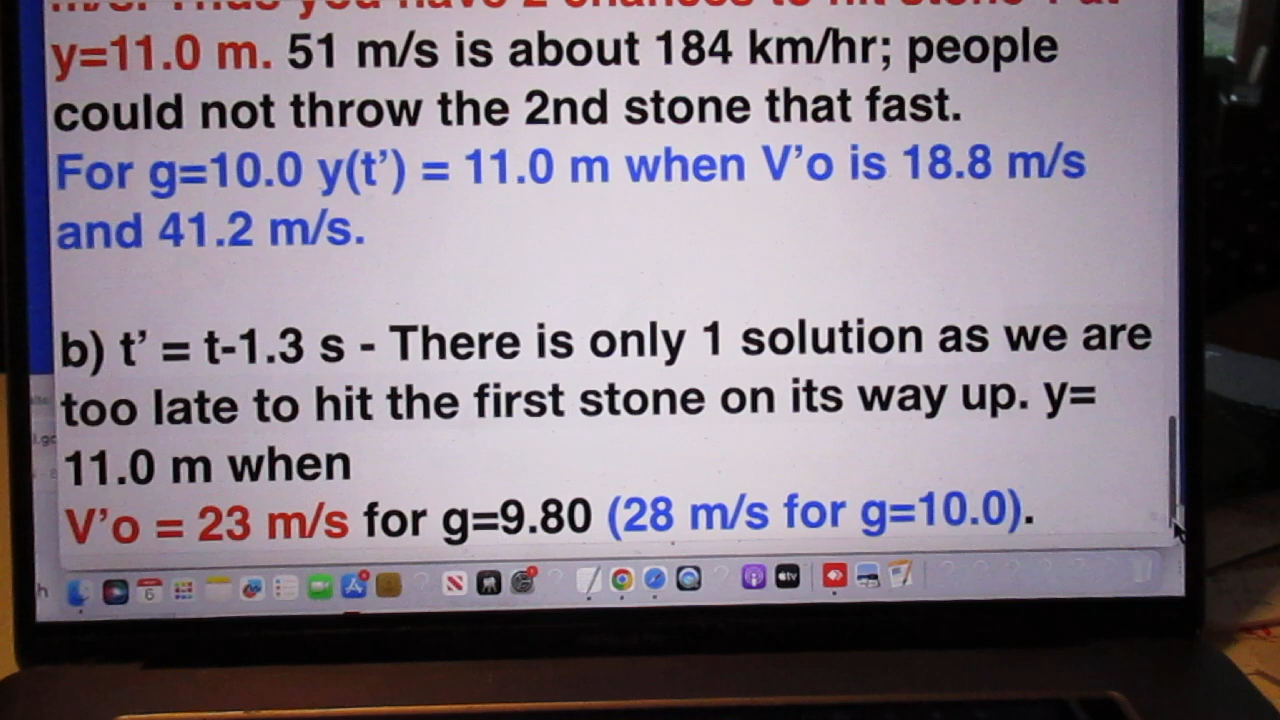 y=11.0 m. 51 m/s is about 184 km/hr; people
could not throw the 2nd stone that fast.
For g=10.0 y(t’) = 11.0 m when V’o is 18.8 m/s
and 41.2 m/s.
b) t’ = t-1.3 s - There is only 1 solution as we are
too late to hit the first stone on its way up. y=
11.0 m when
V’o = 23 m/s for g=9.80 (28 m/s for g=10.0).